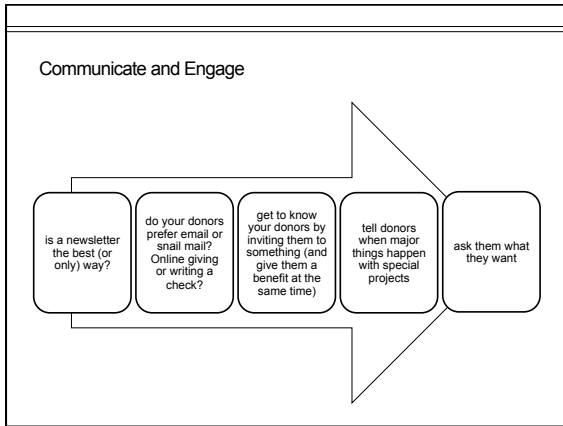 Communicate and Engage
is a newsletter
the best (or
only) way?
do your donors
prefer email or
snail mail?
Online giving
or writing a
check?
get to know
your donors by
inviting them to
something (and
give them a
benefit at the
same time)
tell donors
when major
things happen
with special
projects
ask them what
they want